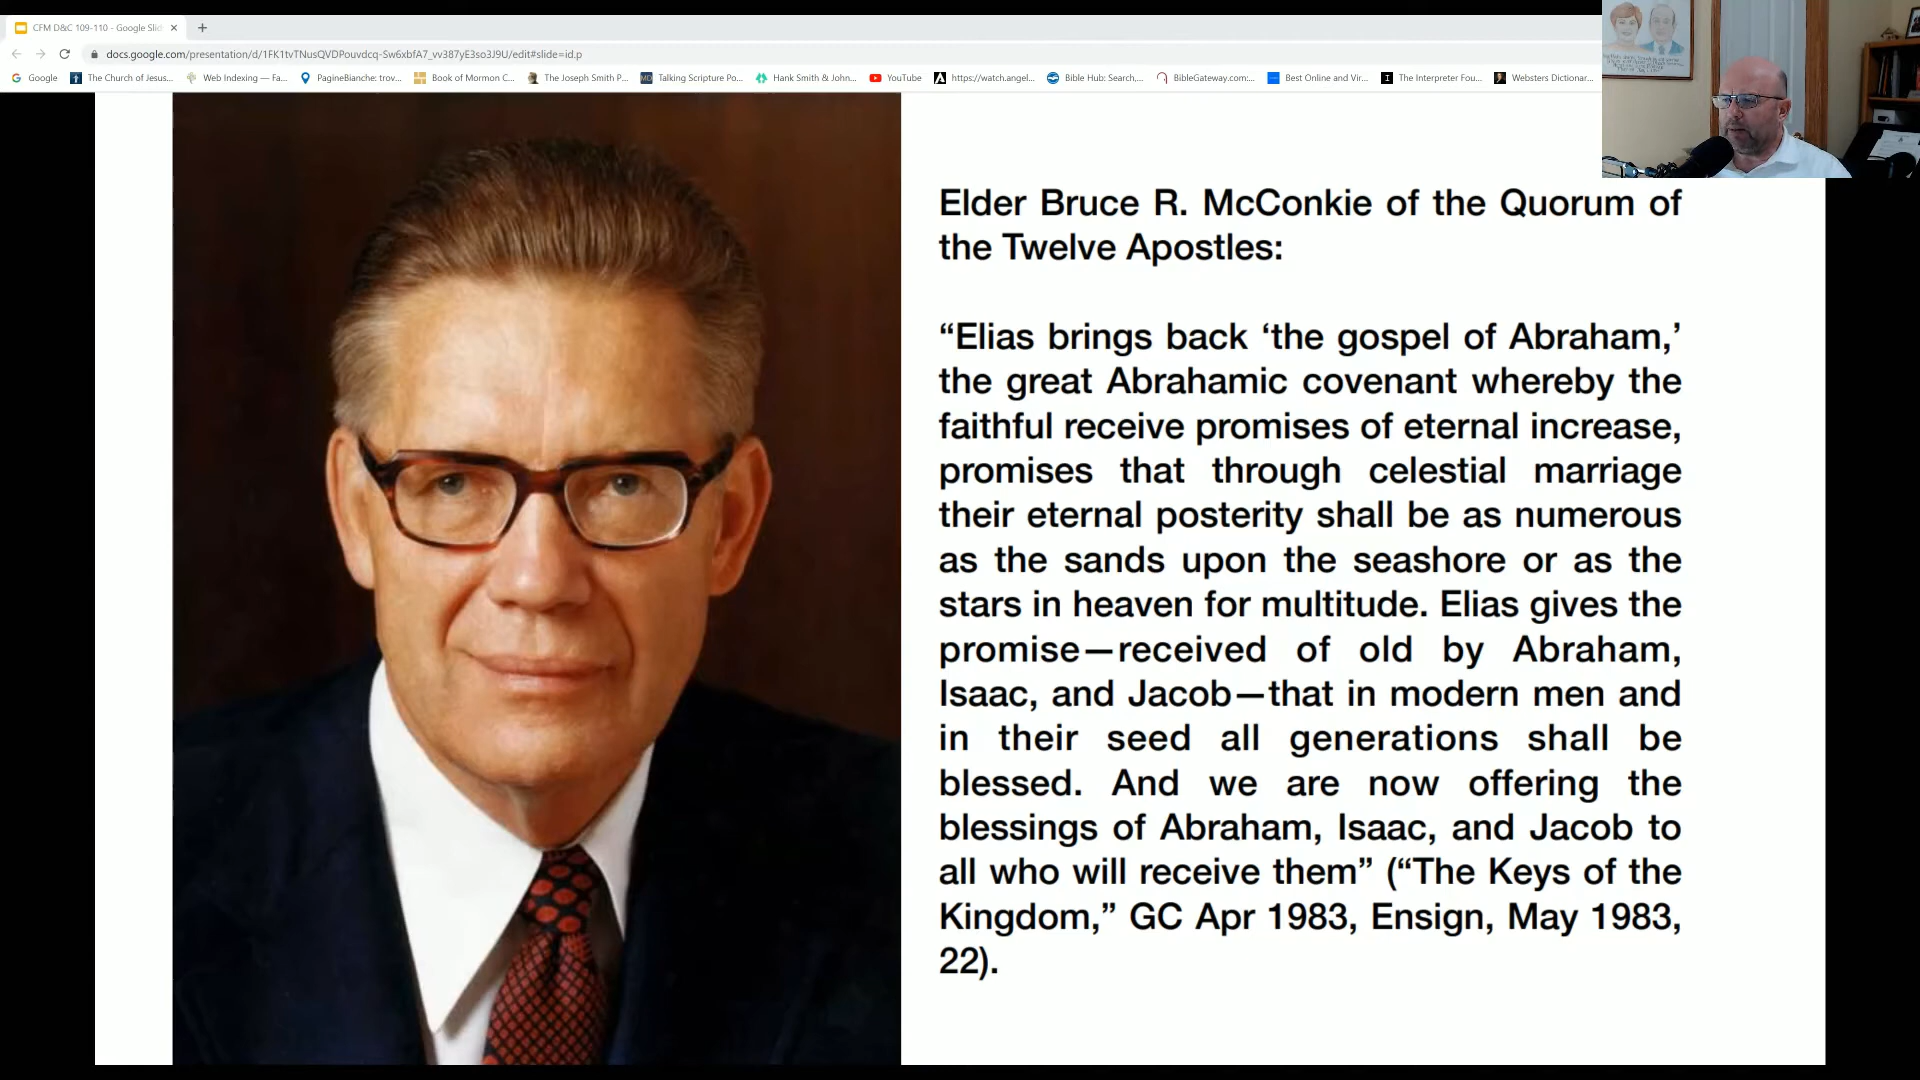 CFM D&C 109-110 - Google Slid
docs.google.com/presentation/d/1FK1tvTNusQVDPouvdcq-Sw6xbfA7_vv387yE3so3J9U/edit#slide=id.p
Google The Church of Jesus... Web Indexing — Fa... PagineBianche: trov... Book of Mormon C... The Joseph Smith P... Talking Scripture Po... Hank Smith & John... YouTube https://watch.angel... Bible Hub: Search,... BibleGateway.com:... Best Online and Vir... The Interpreter Fou... Websters Dictionar...
Elder Bruce R. McConkie of the Quorum of
the Twelve Apostles:
“Elias brings back ‘the gospel of Abraham,’
the great Abrahamic covenant whereby the
faithful receive promises of eternal increase,
promises that through celestial marriage
their eternal posterity shall be as numerous
as the sands upon the seashore or as the
stars in heaven for multitude. Elias gives the
promise—received of old by Abraham,
Isaac, and Jacob—that in modern men and
in their seed all generations shall be
blessed. And we are now offering the
blessings of Abraham, Isaac, and Jacob to
all who will receive them” (“The Keys of the
Kingdom,” GC Apr 1983, Ensign, May 1983,
22).